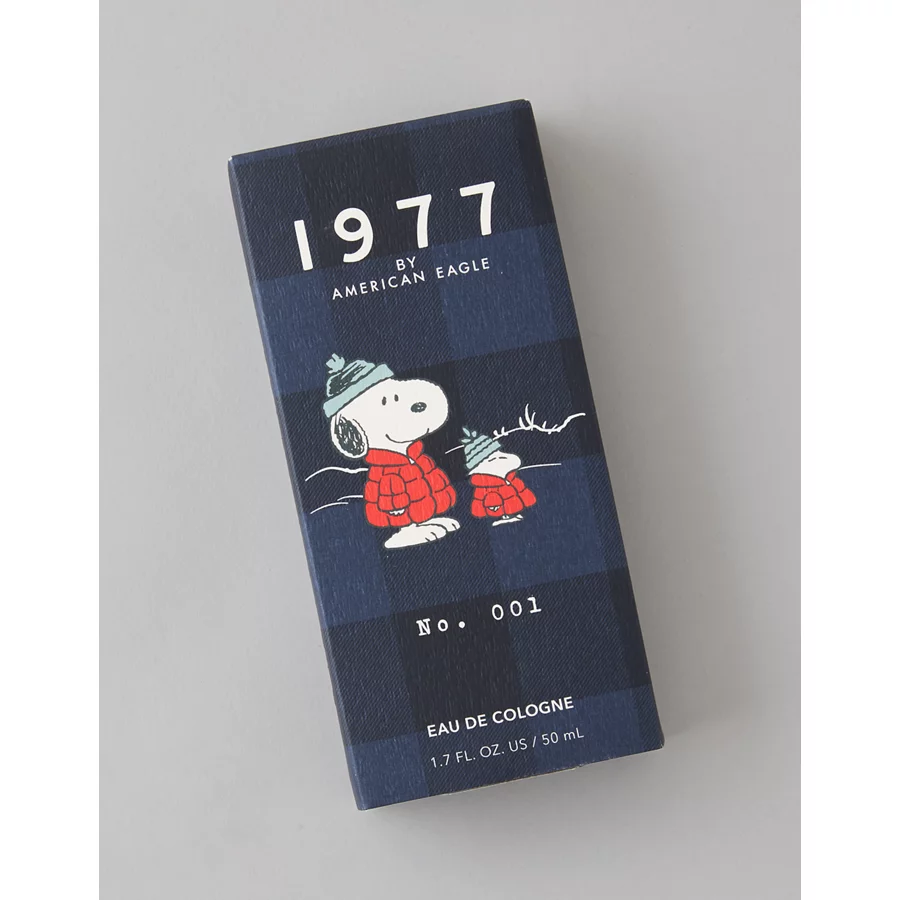 1977
BY
AMERICAN EAGLE
No. 001
EAU DE COLOGNE
1.7 FL. OZ. US / 50 mL